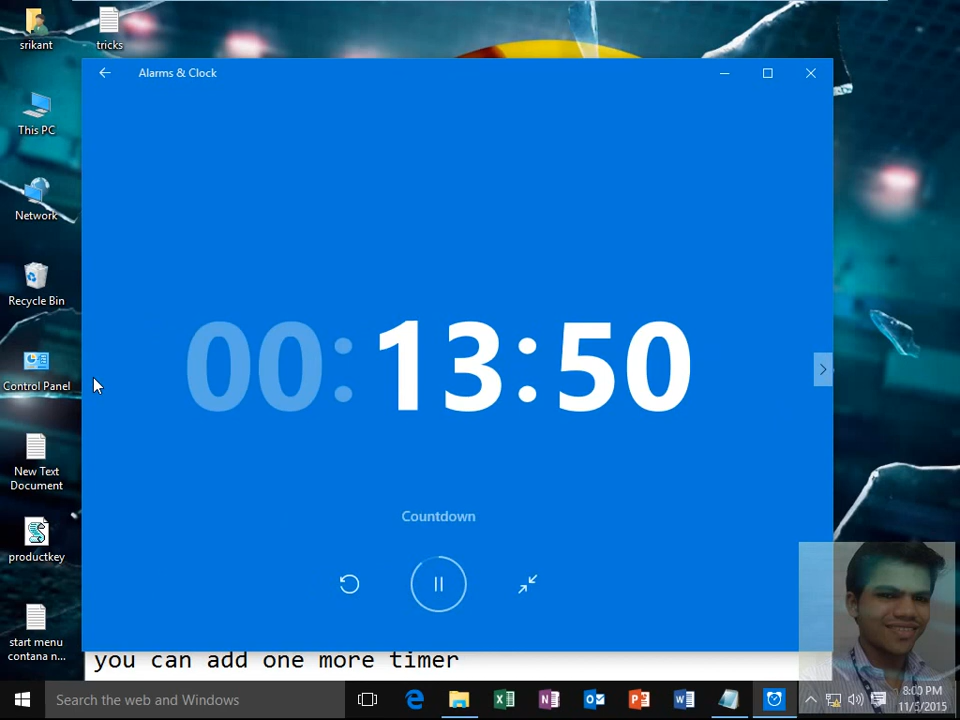 srikant
tricks
Alarms & Clock
This PC
Network
Recycle Bin
Control Panel
00:13:50
New Text
Document
Countdown
productkey
start menu
contana n...
you can add one more timer
Search the web and Windows
8:00 PM
11/5/2015